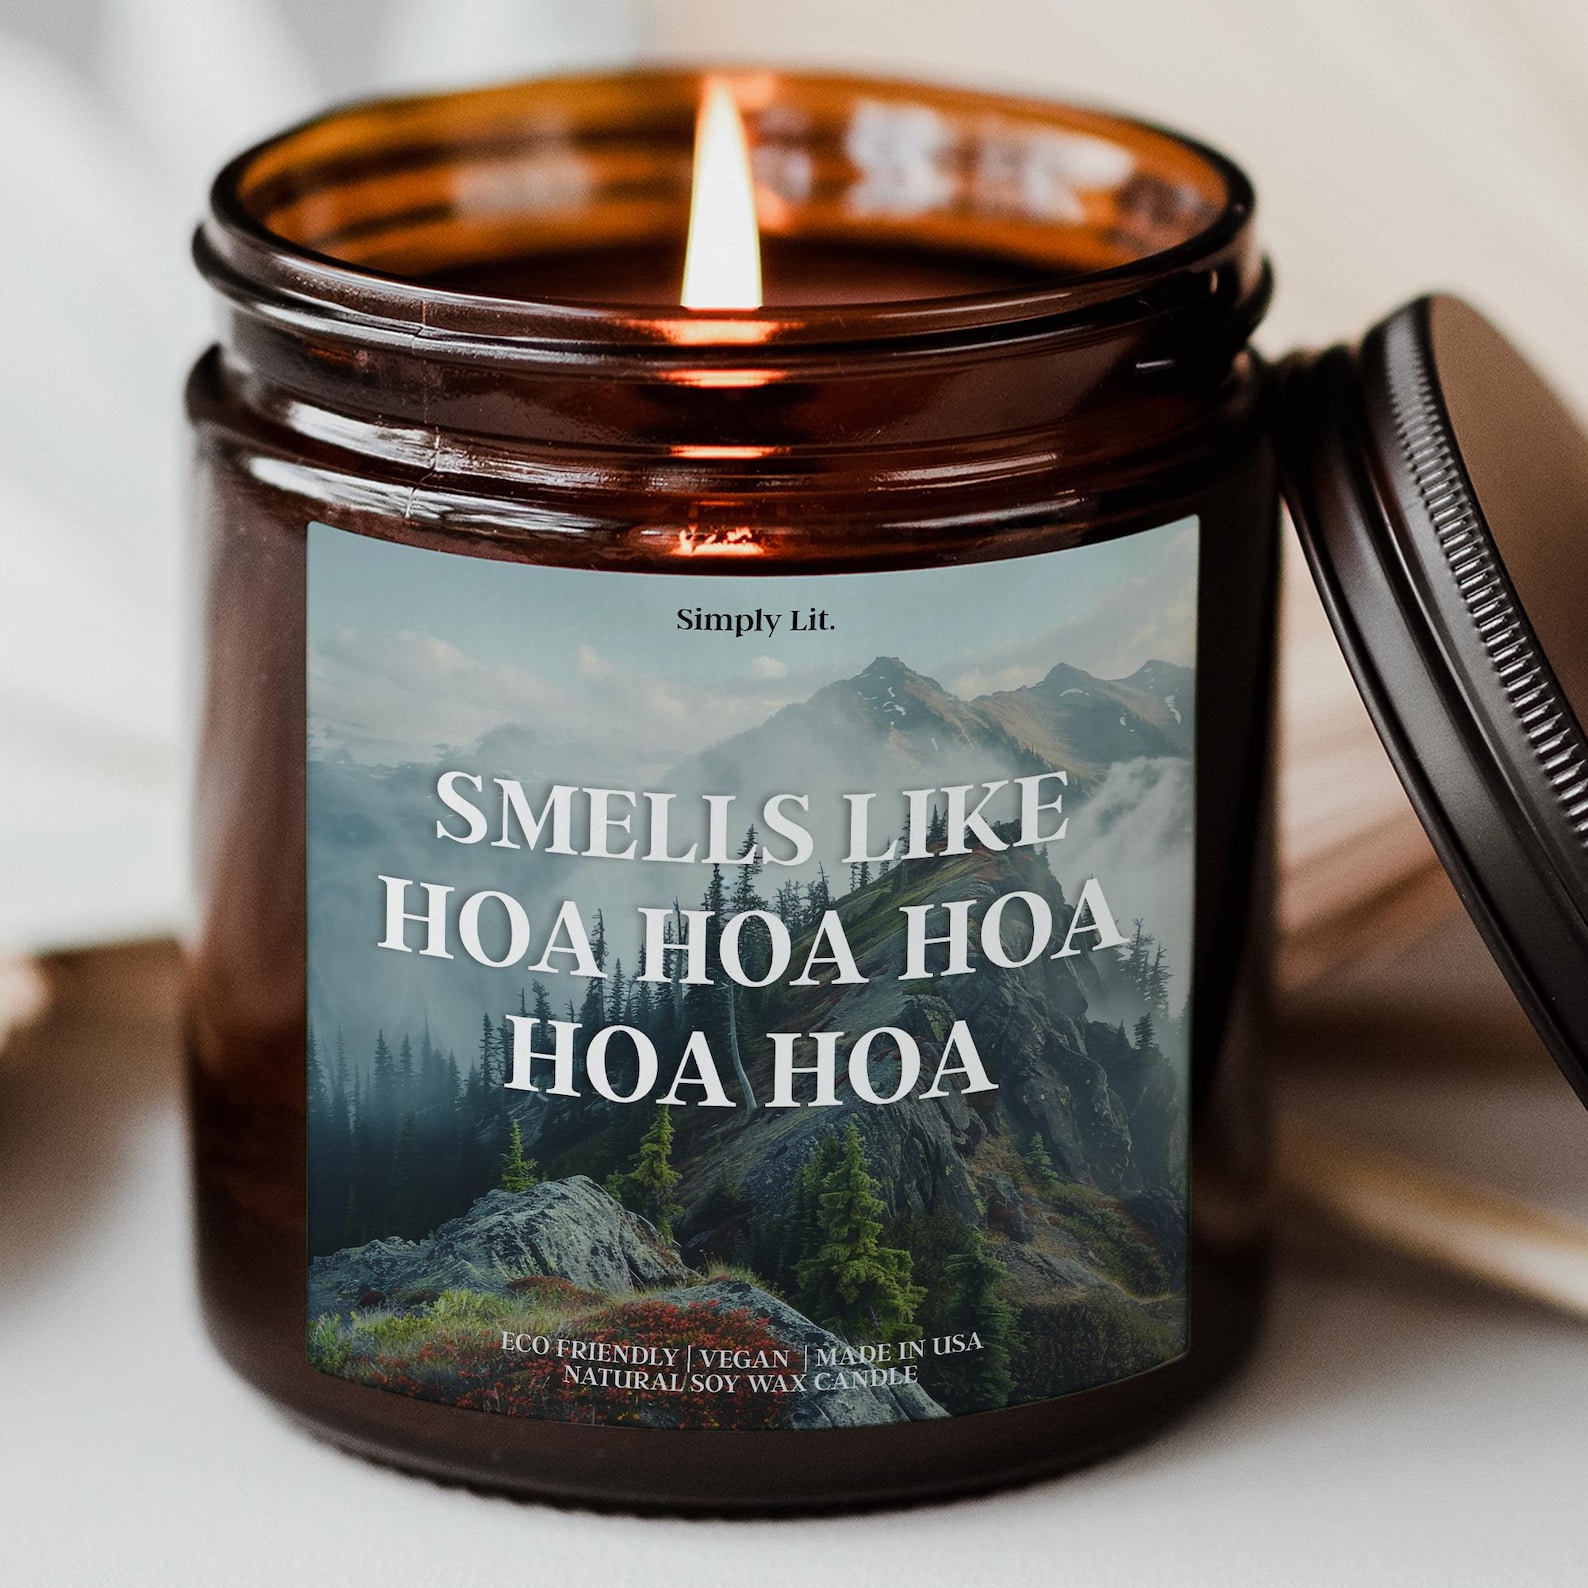 Simply Lit.
SMELLS LIKE
HOA HOA HOA
HOA HOA
ECO FRIENDLY | VEGAN | MADE IN USA
NATURAL SOY WAX CANDLE